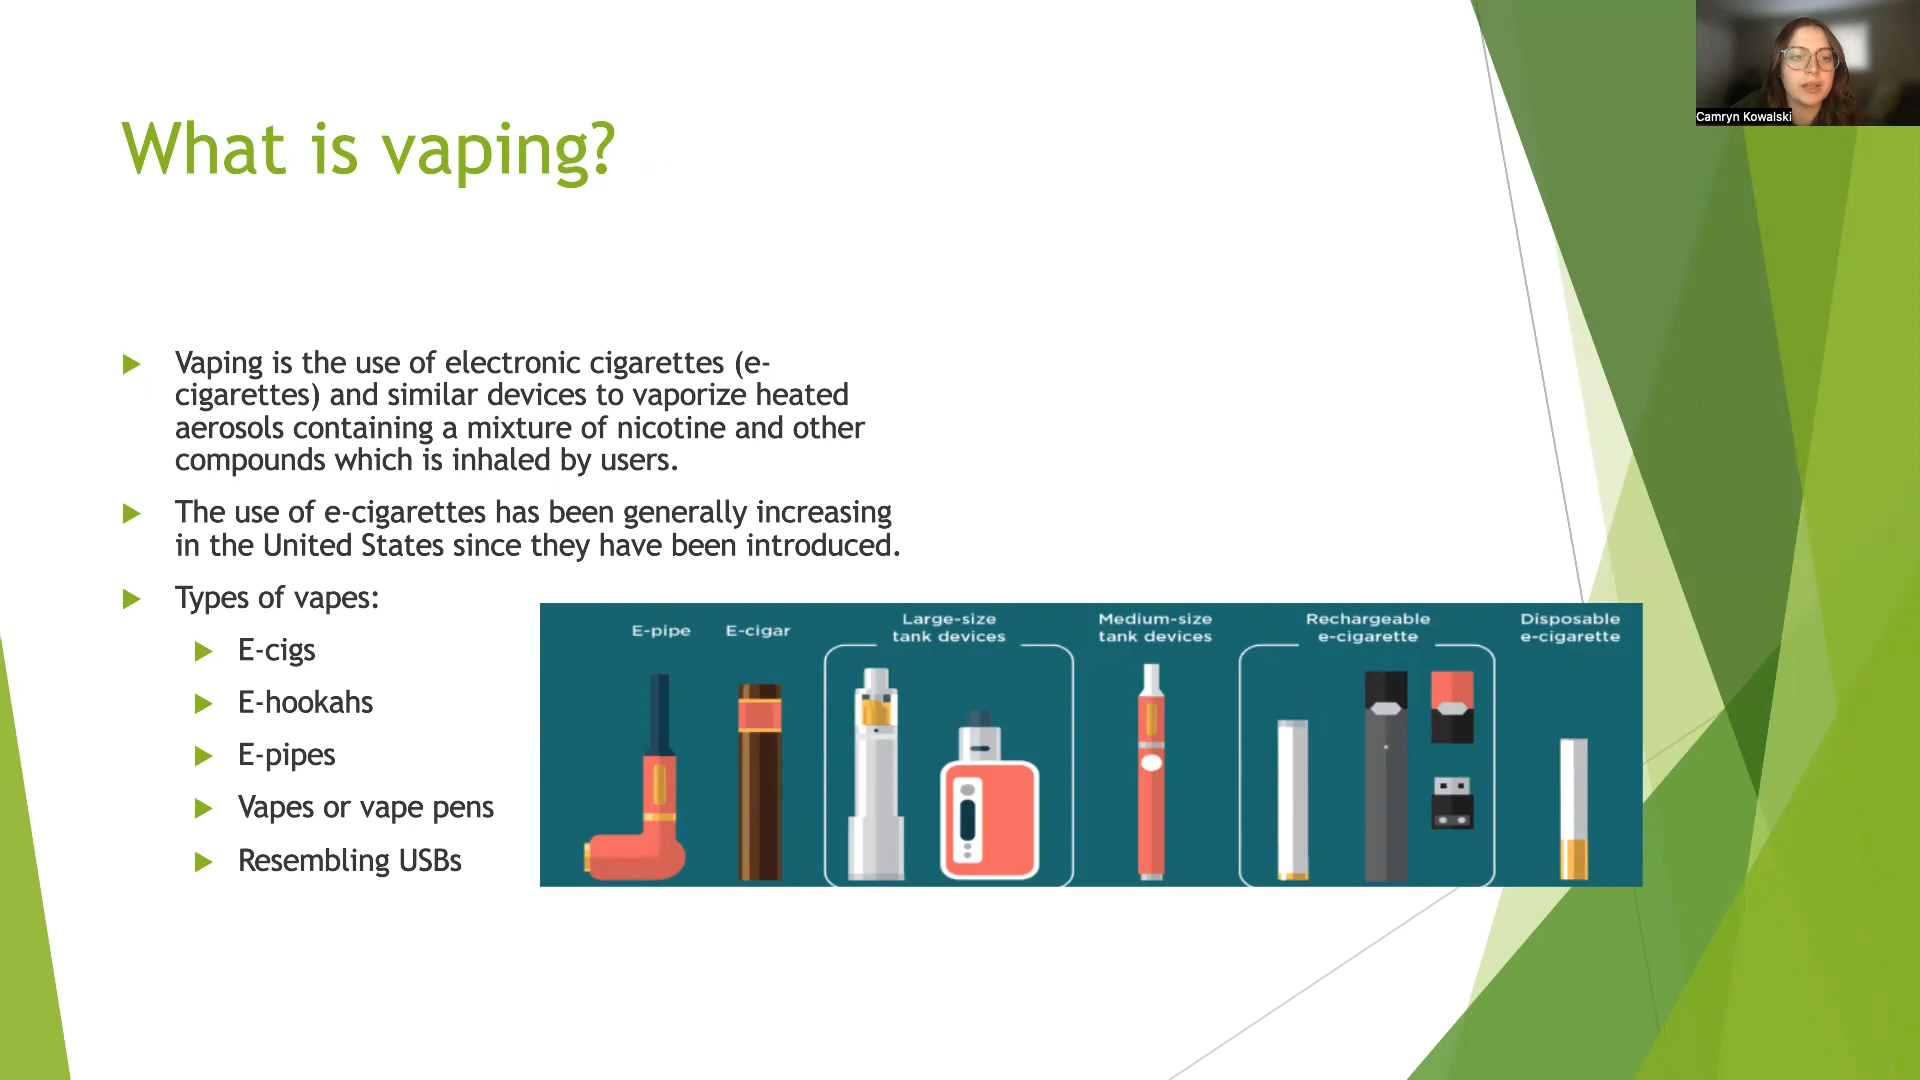 What is vaping?
Camryn Kowalski
Vaping is the use of electronic cigarettes (e-
cigarettes) and similar devices to vaporize heated
aerosols containing a mixture of nicotine and other
compounds which is inhaled by users.
The use of e-cigarettes has been generally increasing
in the United States since they have been introduced.
Types of vapes:
E-cigs
E-hookahs
E-pipes
Vapes or vape pens
Resembling USBs
E-pipe
E-cigar
Large-size
tank devices
Medium-size
tank devices
Rechargeable
e-cigarette
Disposable
e-cigarette